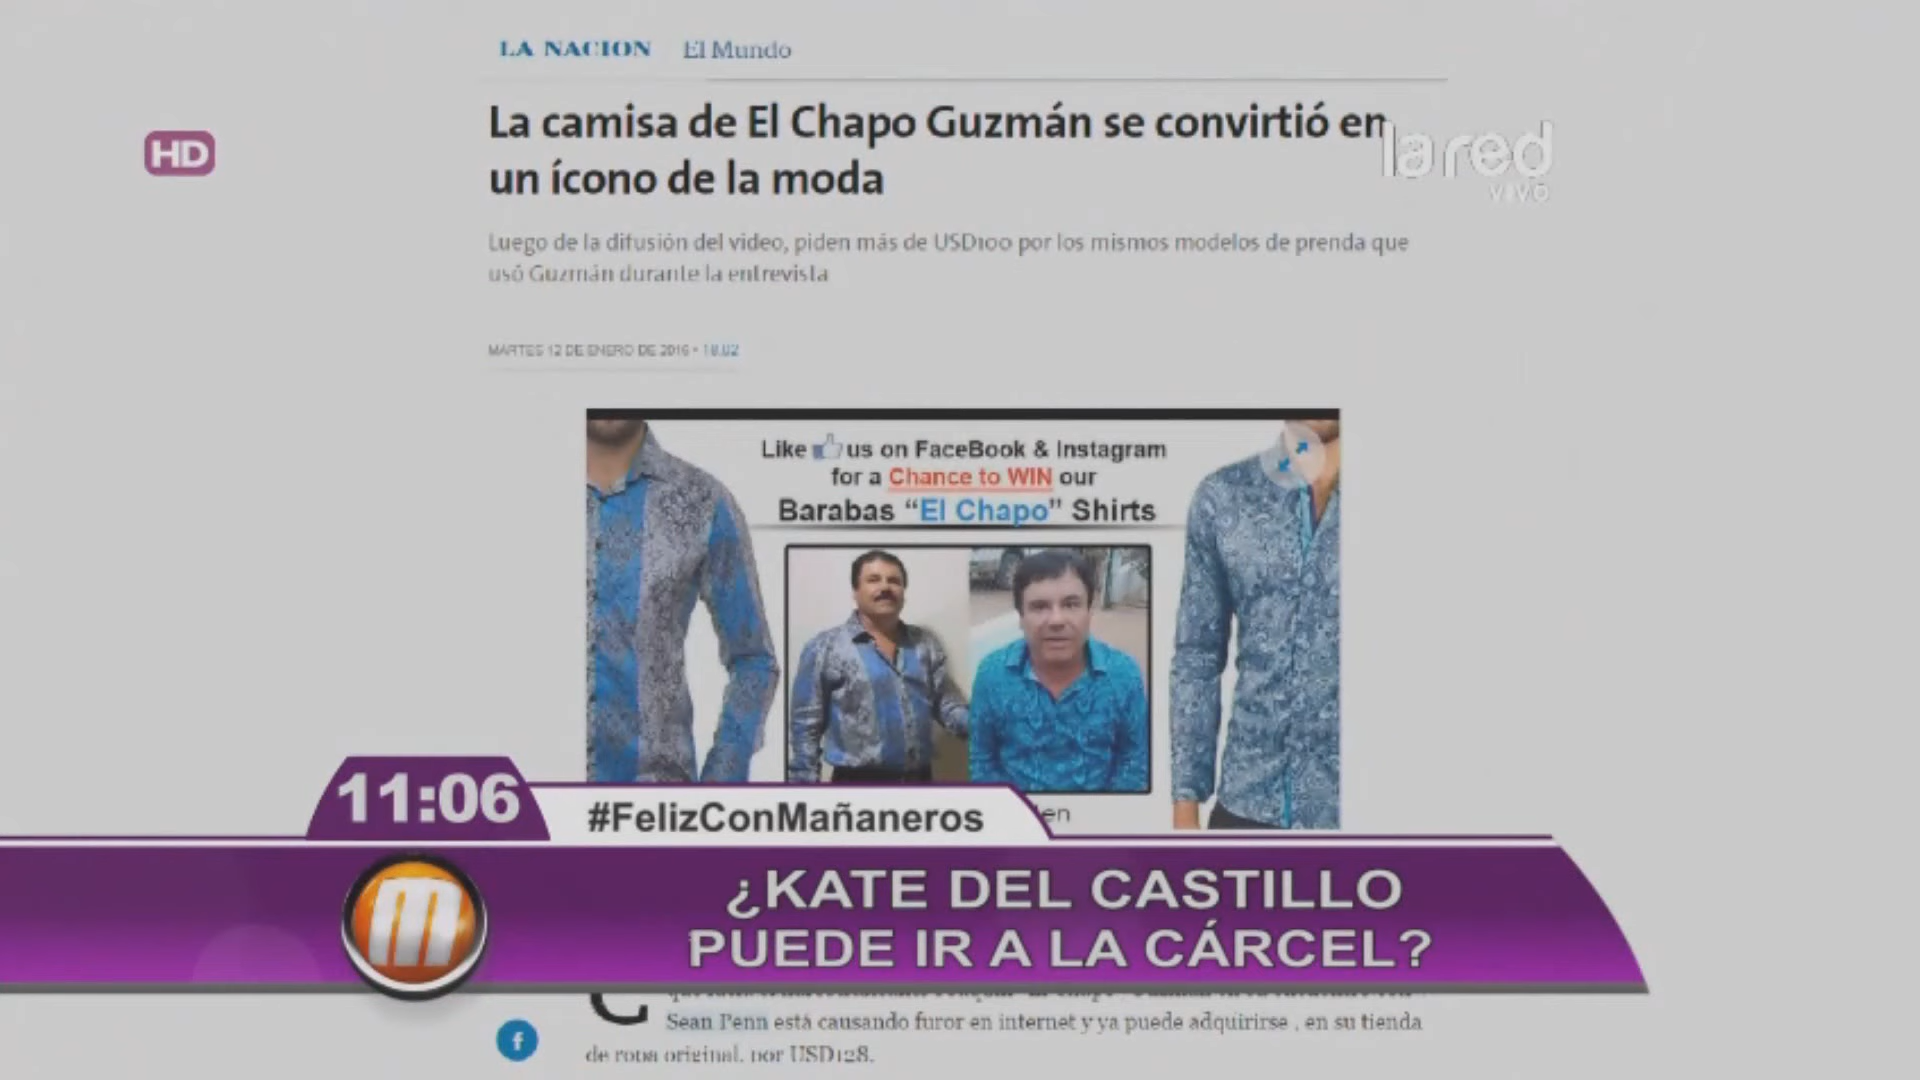 LA NACION El Mundo
La camisa de El Chapo Guzmán se convirtió en
un ícono de la moda
HD
la red
VIVO
Luego de la difusión del video, piden más de USD100 por los mismos modelos de prenda que
usó Guzmán durante la entrevista
MARTES 12 DE ENERO DE 2016 • 18.02
Like us on FaceBook & Instagram
for a Chance to WIN our
Barabas “El Chapo” Shirts
11:06
#FelizConMañaneros
en
M
¿KATE DEL CASTILLO
PUEDE IR A LA CÁRCEL?
Sean Penn está causando furor en internet y ya puede adquirirse , en su tienda
f
de ropa original, por USD128.